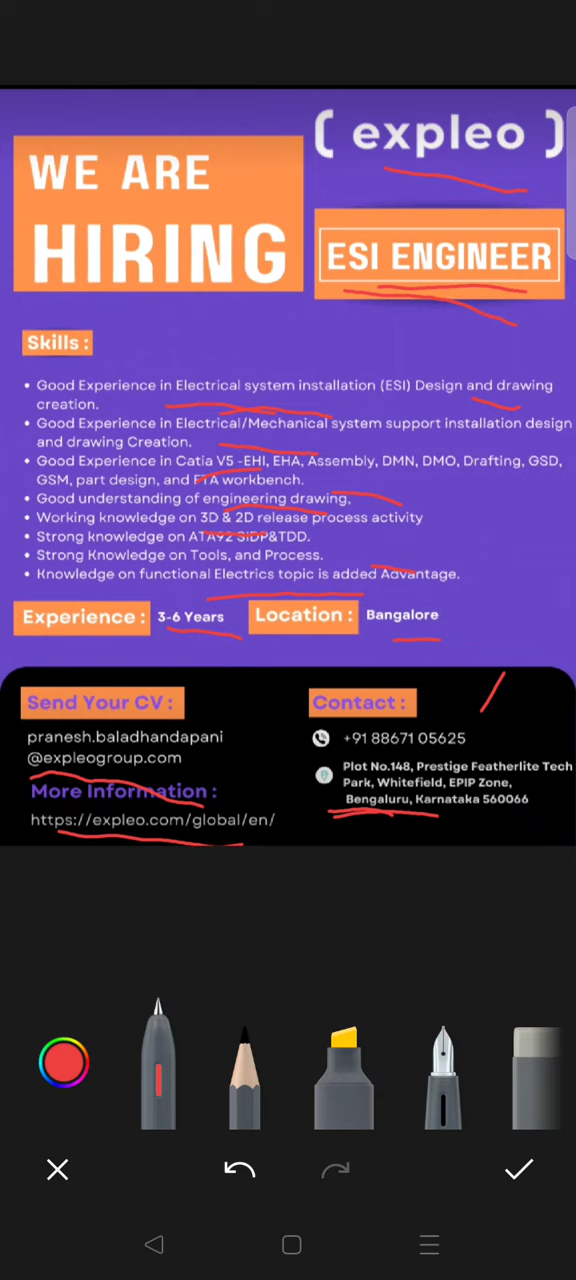 ( expleo )
WE ARE
HIRING
ESI ENGINEER
Skills :
• Good Experience in Electrical system installation (ESI) Design and drawing
creation.
• Good Experience in Electrical/Mechanical system support installation design
and drawing Creation.
• Good Experience in Catia V5 -EHI, EHA, Assembly, DMN, DMO, Drafting, GSD,
GSM, part design, and FTA workbench.
• Good understanding of engineering drawing,
• Working knowledge on 3D & 2D release process activity
• Strong knowledge on ATA92 SIDP&TDD.
• Strong Knowledge on Tools, and Process.
• Knowledge on functional Electrics topic is added Advantage.
Experience : 3-6 Years Location : Bangalore
Send Your CV :
pranesh.baladhandapani
@expleogroup.com
More Information :
https://expleo.com/global/en/
Contact :
+91 88671 05625
Plot No.148, Prestige Featherlite Tech
Park, Whitefield, EPIP Zone,
Bengaluru, Karnataka 560066